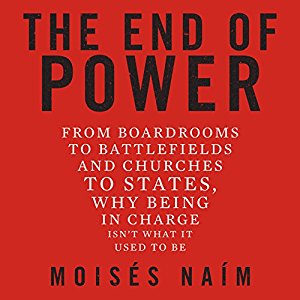 THE END OF
POWER
FROM BOARDROOMS
TO BATTLEFIELDS
AND CHURCHES
TO STATES,
WHY BEING
IN CHARGE
ISN'T WHAT IT
USED TO BE
MOISÉS NAÍM